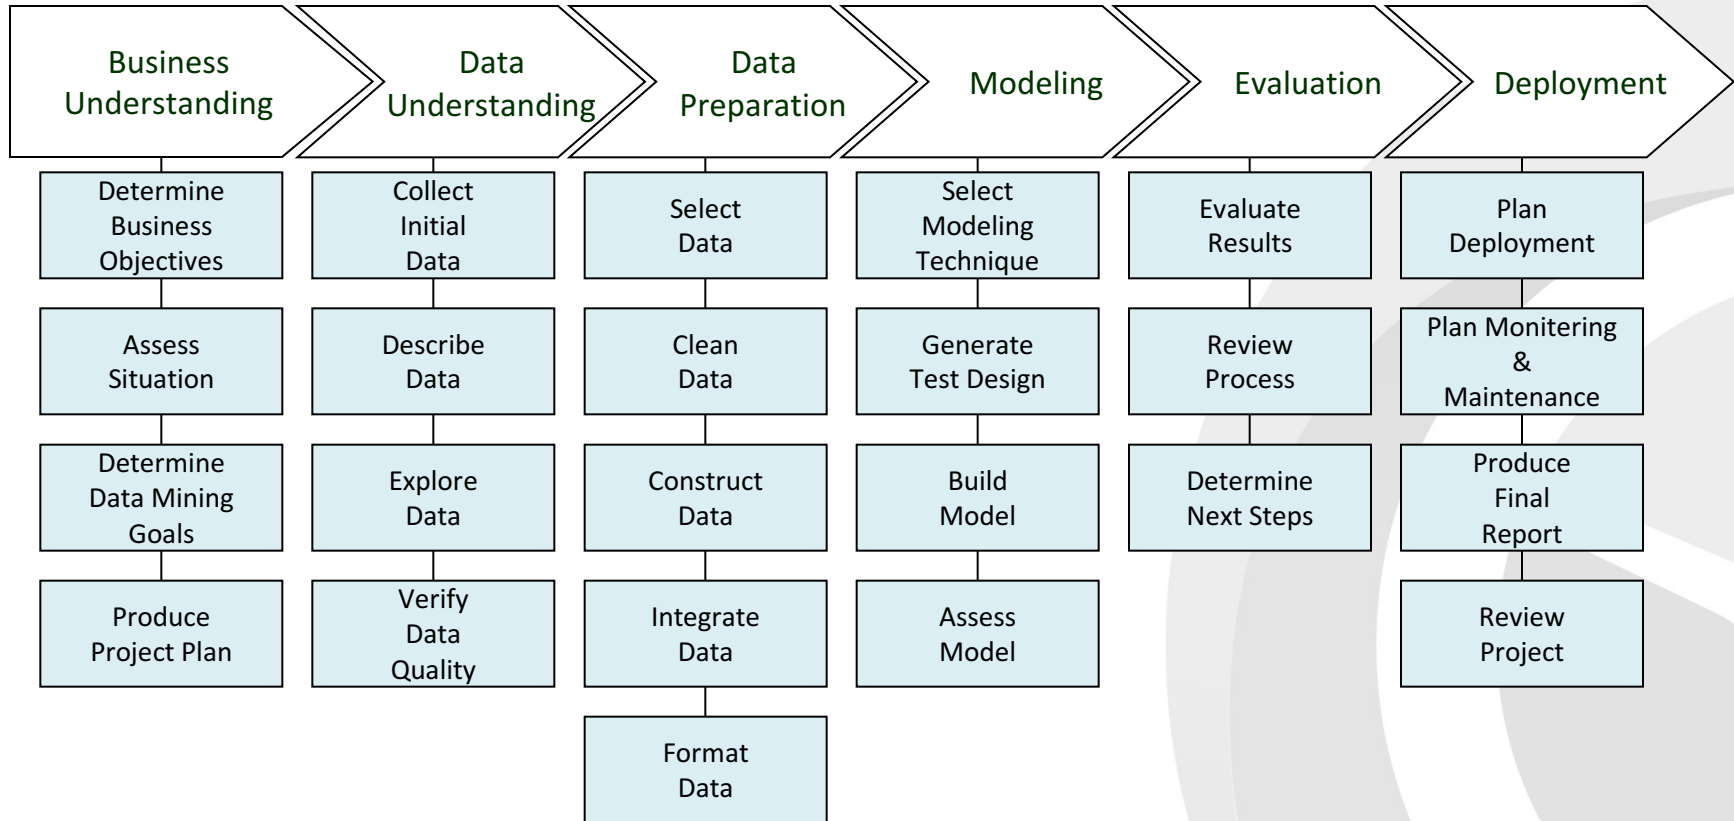 Business
Understanding
Data
Understanding
Data
Preparation
Modeling
Evaluation
Deployment
Determine
Business
Objectives
Assess
Situation
Determine
Data Mining
Goals
Produce
Project Plan
Collect
Initial
Data
Describe
Data
Explore
Data
Verify
Data
Quality
Select
Data
Clean
Data
Construct
Data
Integrate
Data
Format
Data
Select
Modeling
Technique
Generate
Test Design
Build
Model
Assess
Model
Evaluate
Results
Review
Process
Determine
Next Steps
Plan
Deployment
Plan Monitering
&
Maintenance
Produce
Final
Report
Review
Project